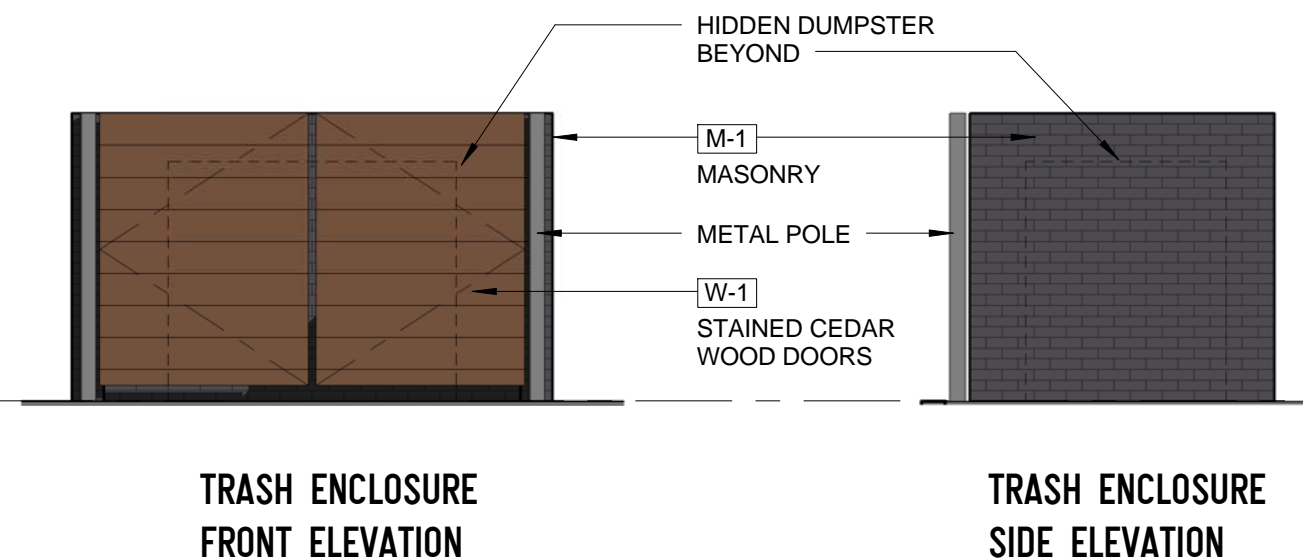 HIDDEN DUMPSTER
BEYOND
M-1
MASONRY
METAL POLE
W-1
STAINED CEDAR
WOOD DOORS
TRASH ENCLOSURE
FRONT ELEVATION
TRASH ENCLOSURE
SIDE ELEVATION